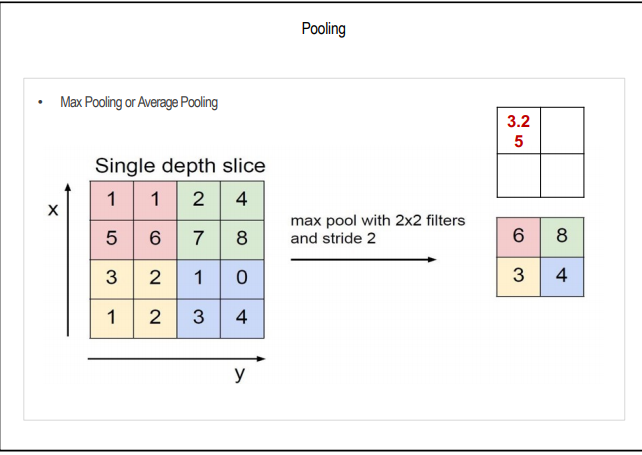 Pooling
• Max Pooling or Average Pooling
3.2
5
Single depth slice
x
1 1 2 4
5 6 7 8
3 2 1 0
1 2 3 4
y
max pool with 2x2 filters
and stride 2
6 8
3 4